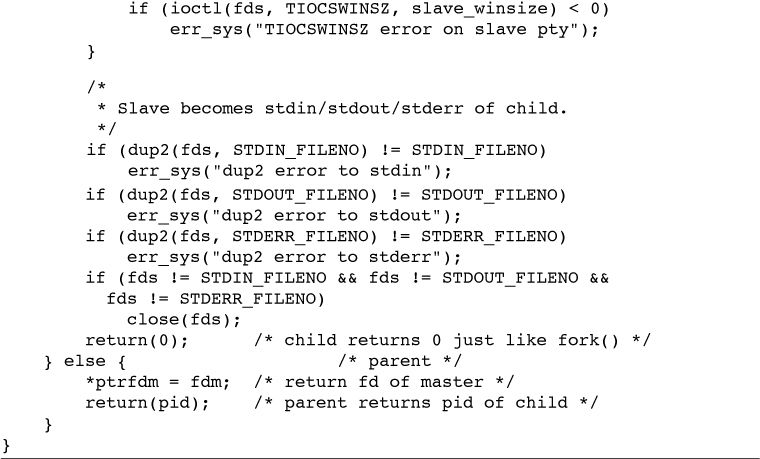 if (ioctl(fds, TIOCSWINSZ, slave_winsize) < 0)
                err_sys("TIOCSWINSZ error on slave pty");
        }
        /*
         * Slave becomes stdin/stdout/stderr of child.
         */
        if (dup2(fds, STDIN_FILENO) != STDIN_FILENO)
            err_sys("dup2 error to stdin");
        if (dup2(fds, STDOUT_FILENO) != STDOUT_FILENO)
            err_sys("dup2 error to stdout");
        if (dup2(fds, STDERR_FILENO) != STDERR_FILENO)
            err_sys("dup2 error to stderr");
        if (fds != STDIN_FILENO && fds != STDOUT_FILENO &&
          fds != STDERR_FILENO)
            close(fds);
        return(0);      /* child returns 0 just like fork() */
    } else {                    /* parent */
        *ptrfdm = fdm;  /* return fd of master */
        return(pid);    /* parent returns pid of child */
    }
}